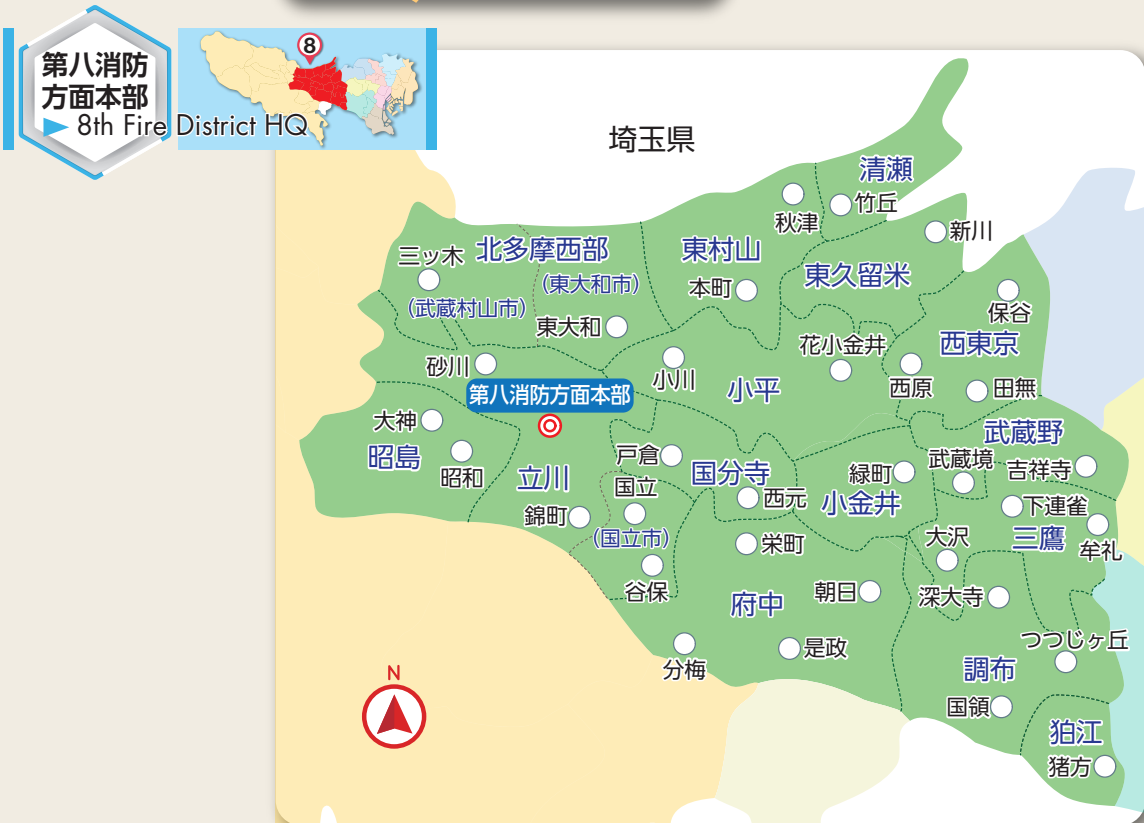 第八消防
方面本部
8th Fire District HQ
8
埼玉県
清瀬
竹丘
秋津
新川
三ッ木
北多摩西部
東村山
東久留米
(東大和市)
本町
(武蔵村山市)
保谷
東大和
花小金井
西東京
砂川
小川
小平
西原
田無
第八消防方面本部
大神
昭島
昭和
立川
戸倉
国分寺
武蔵野
武蔵境
吉祥寺
緑町
国立
西元
小金井
下連雀
錦町
(国立市)
栄町
大沢
三鷹
牟礼
谷保
府中
朝日
深大寺
つつじヶ丘
分梅
是政
調布
国領
狛江
猪方
N